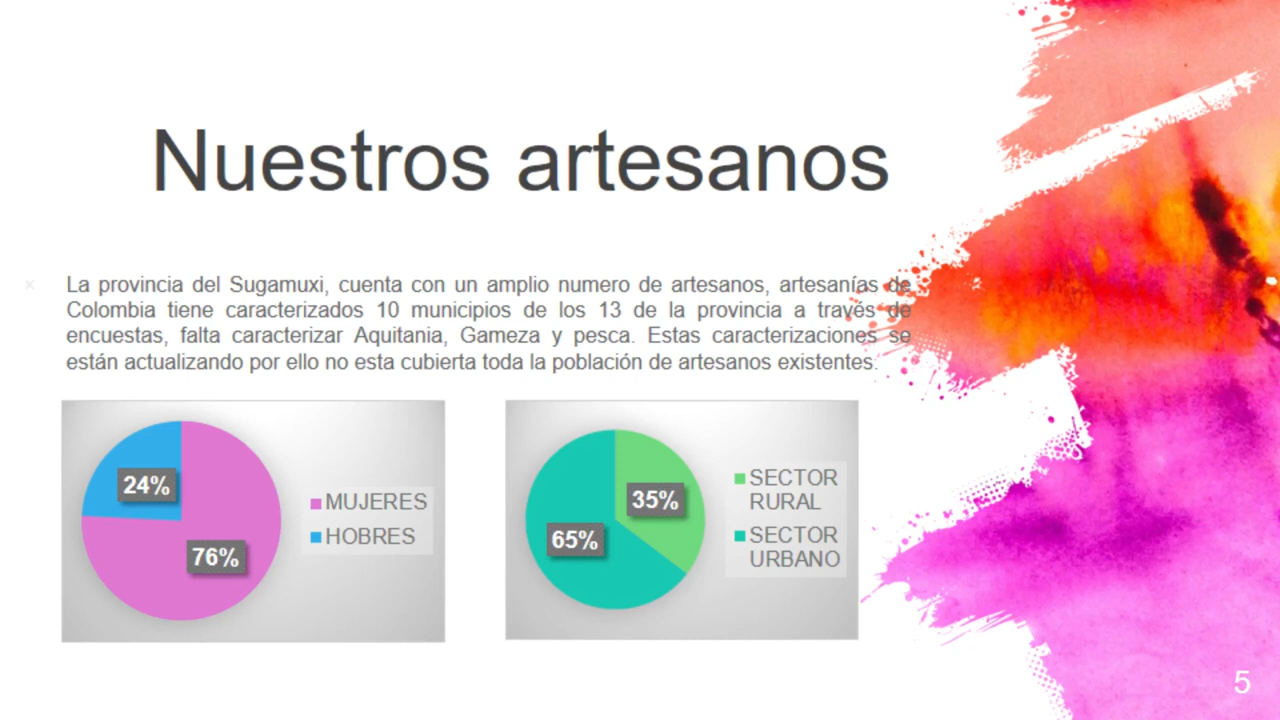 Nuestros artesanos
× La provincia del Sugamuxi, cuenta con un amplio numero de artesanos, artesanías de
Colombia tiene caracterizados 10 municipios de los 13 de la provincia a través de
encuestas, falta caracterizar Aquitania, Gameza y pesca. Estas caracterizaciones se
están actualizando por ello no esta cubierta toda la población de artesanos existentes.
24%
76%
MUJERES
HOBRES
35%
65%
SECTOR
RURAL
SECTOR
URBANO
5